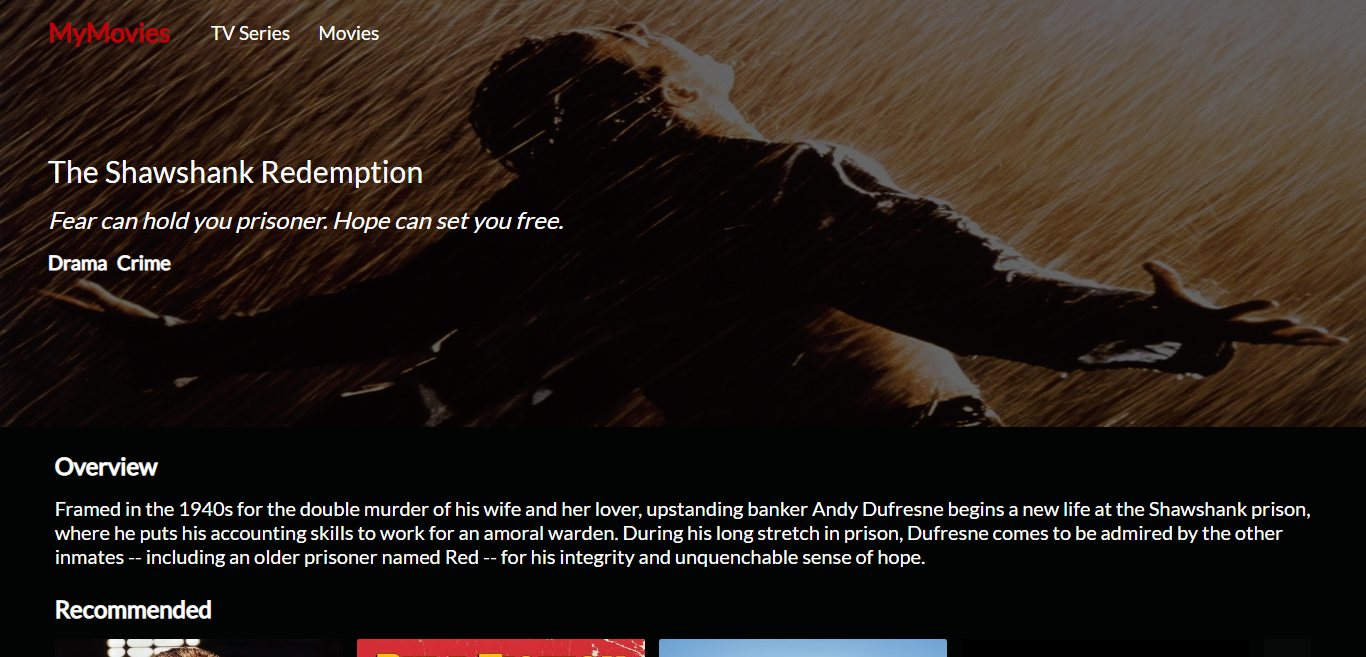 MyMovies TV Series Movies
The Shawshank Redemption
Fear can hold you prisoner. Hope can set you free.
Drama Crime
Overview
Framed in the 1940s for the double murder of his wife and her lover, upstanding banker Andy Dufresne begins a new life at the Shawshank prison,
where he puts his accounting skills to work for an amoral warden. During his long stretch in prison, Dufresne comes to be admired by the other
inmates -- including an older prisoner named Red -- for his integrity and unquenchable sense of hope.
Recommended